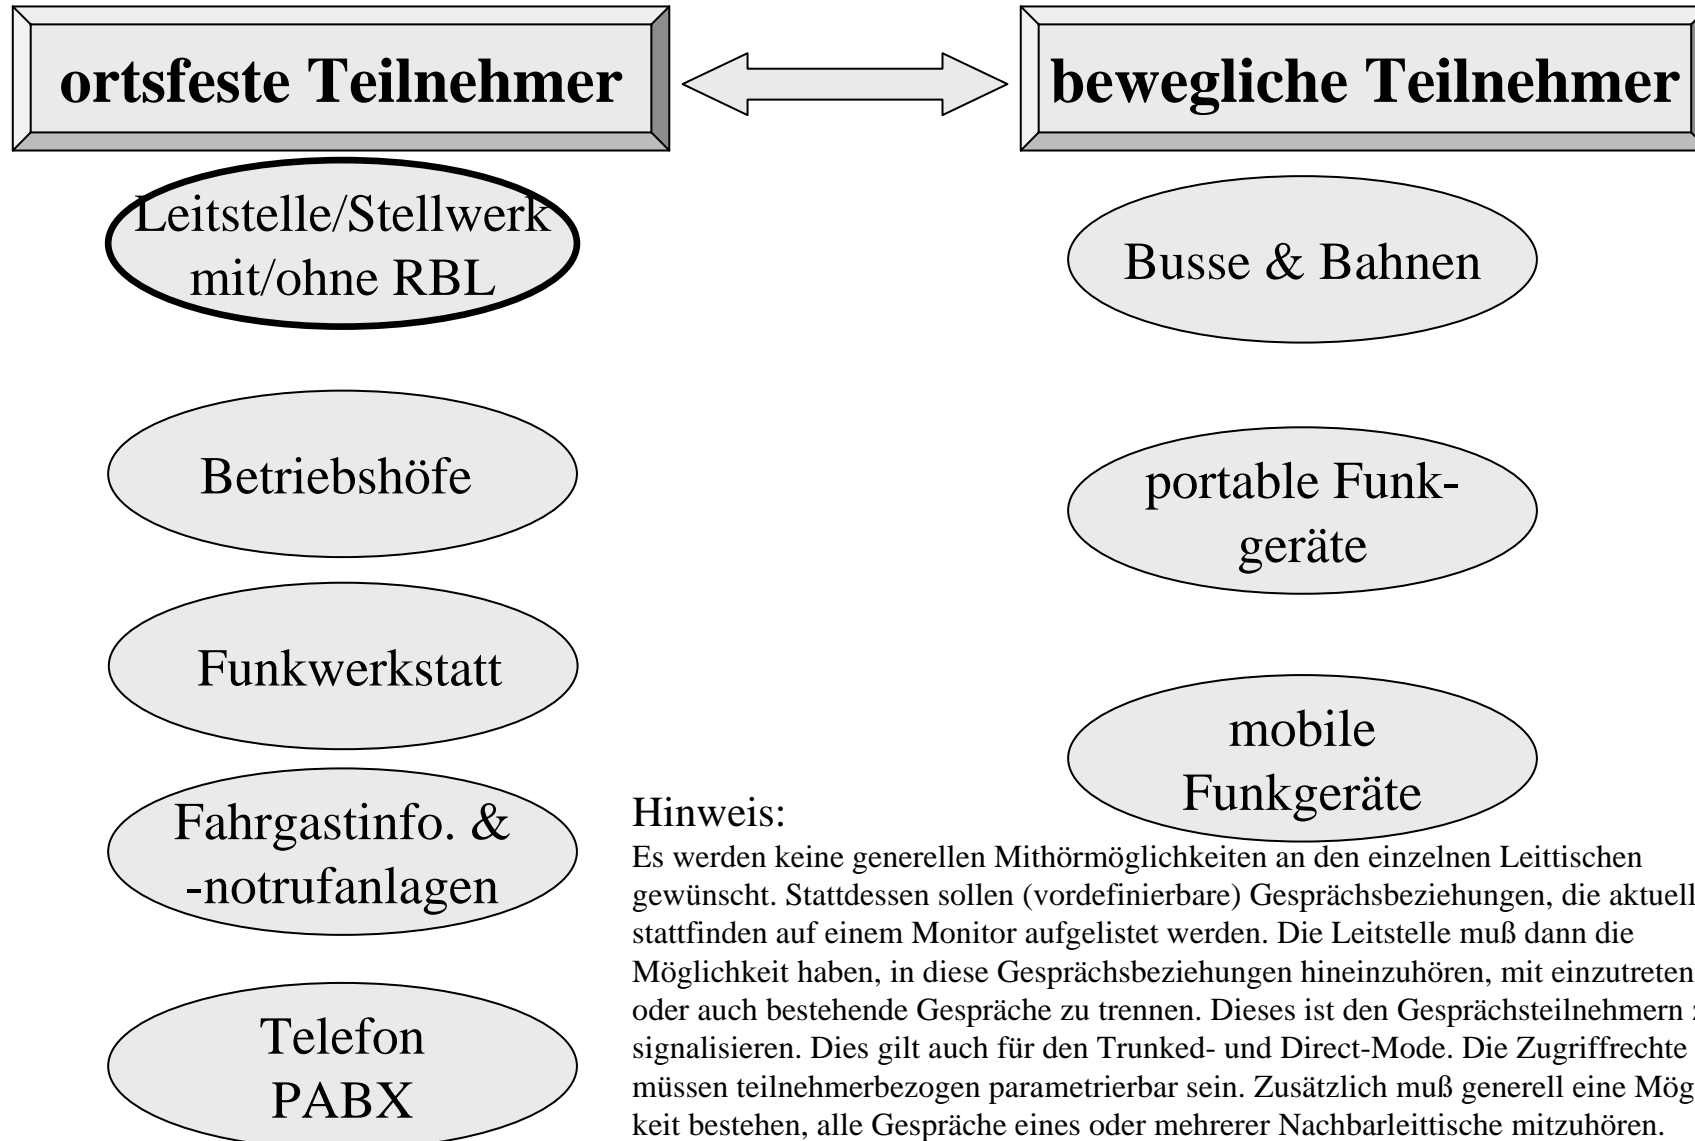 ortsfeste Teilnehmer
bewegliche Teilnehmer
Leitstelle/Stellwerk
mit/ohne RBL
Betriebshöfe
Funkwerkstatt
Fahrgastinfo. &
-notrufanlagen
Telefon
PABX
Busse & Bahnen
portable Funk-
geräte
mobile
Funkgeräte
Hinweis:
Es werden keine generellen Mithörmöglichkeiten an den einzelnen Leittischen
gewünscht. Stattdessen sollen (vordefinierbare) Gesprächsbeziehungen, die aktuell
stattfinden auf einem Monitor aufgelistet werden. Die Leitstelle muß dann die
Möglichkeit haben, in diese Gesprächsbeziehungen hineinzuhören, mit einzutreten
oder auch bestehende Gespräche zu trennen. Dieses ist den Gesprächsteilnehmern
signalisieren. Dies gilt auch für den Trunked- und Direct-Mode. Die Zugriffrechte
müssen teilnehmerbezogen parametrierbar sein. Zusätzlich muß generell eine Mög
keit bestehen, alle Gespräche eines oder mehrerer Nachbarleittische mitzuhören.